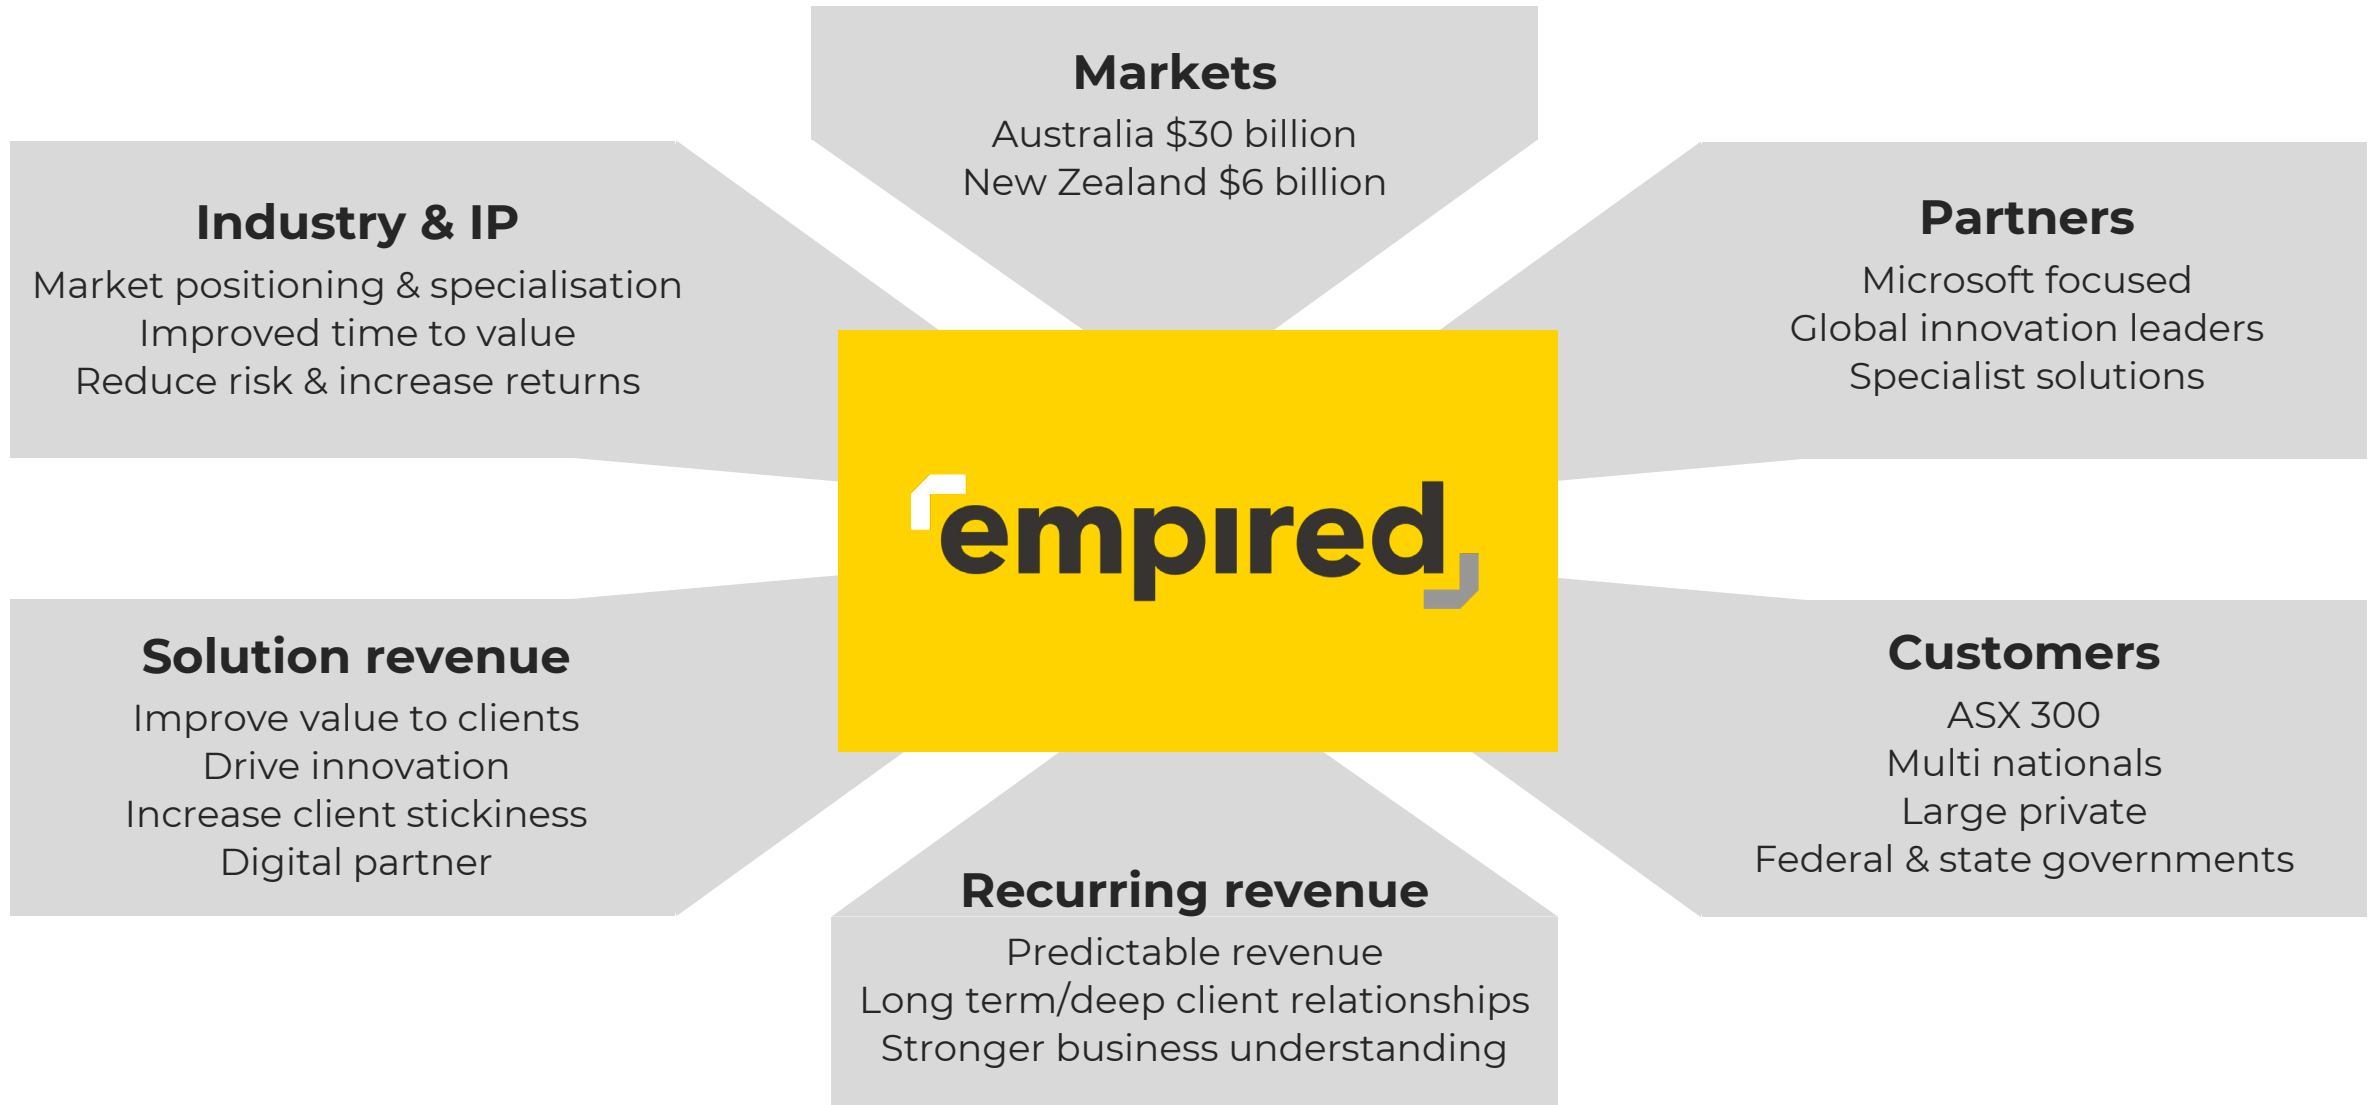 Markets
Australia $30 billion
New Zealand $6 billion
Industry & IP
Market positioning & specialisation
Improved time to value
Reduce risk & increase returns
Partners
Microsoft focused
Global innovation leaders
Specialist solutions
empired
Solution revenue
Improve value to clients
Drive innovation
Increase client stickiness
Digital partner
Customers
ASX 300
Multi nationals
Large private
Federal & state governments
Recurring revenue
Predictable revenue
Long term/deep client relationships
Stronger business understanding